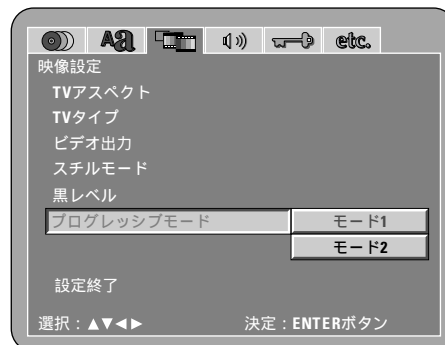 Aa etc.
映像設定
TVアスペクト
TVタイプ
ビデオ出力
スチルモード
黒レベル
プログレッシブモード モード1
モード2
設定終了
選択：▲▼◀▶ 決定：ENTERボタン